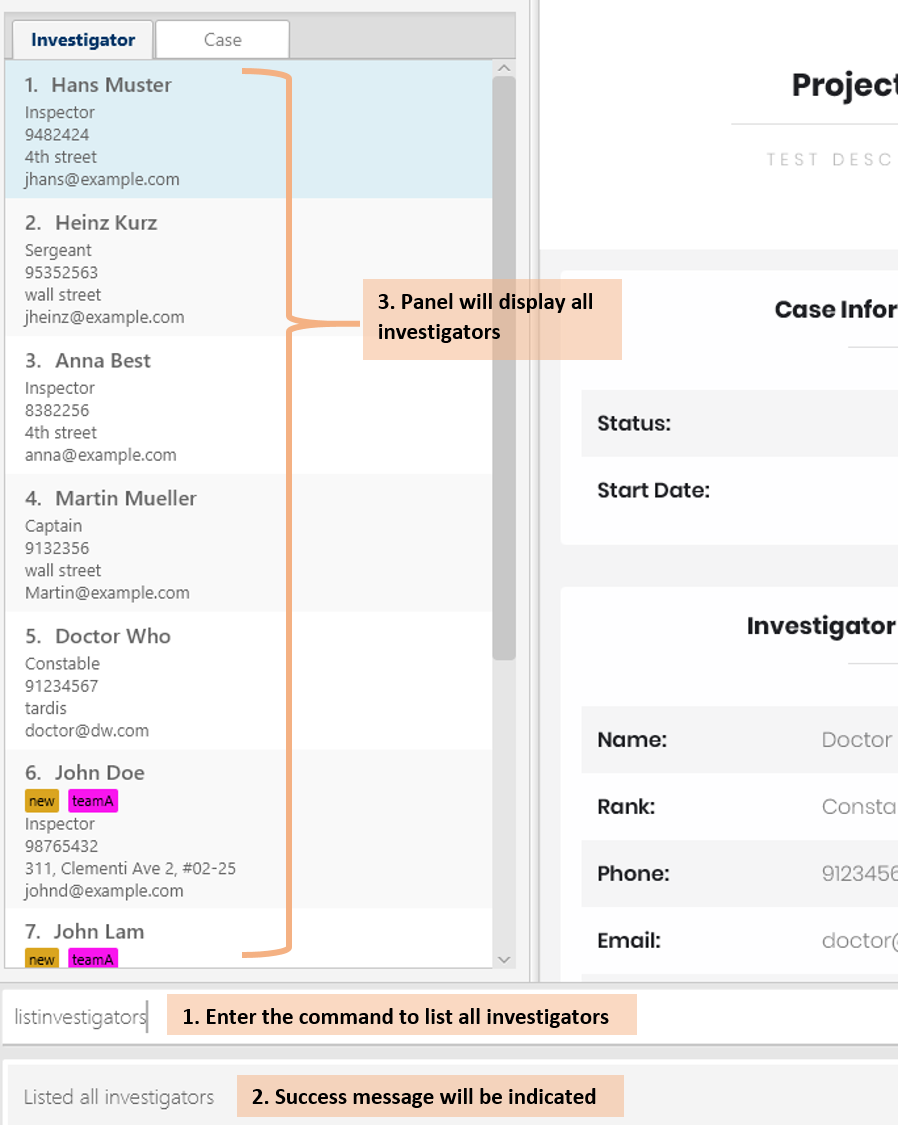 Investigator
Case
1. Hans Muster
Inspector
9482424
4th street
jhans@example.com
2. Heinz Kurz
Sergeant
95352563
wall street
jheinz@example.com
3. Anna Best
Inspector
8382256
4th street
anna@example.com
4. Martin Mueller
Captain
9132356
wall street
Martin@example.com
5. Doctor Who
Constable
91234567
tardis
doctor@dw.com
6. John Doe
new teamA
Inspector
98765432
311, Clementi Ave 2, #02-25
johnd@example.com
7. John Lam
new teamA
3. Panel will display all
investigators
Project
TEST DESC
Case Infor
Status:
Start Date:
Investigator
Name: Doctor
Rank: Consta
Phone: 9123456
Email: doctor@
listinvestigators
1. Enter the command to list all investigators
Listed all investigators
2. Success message will be indicated